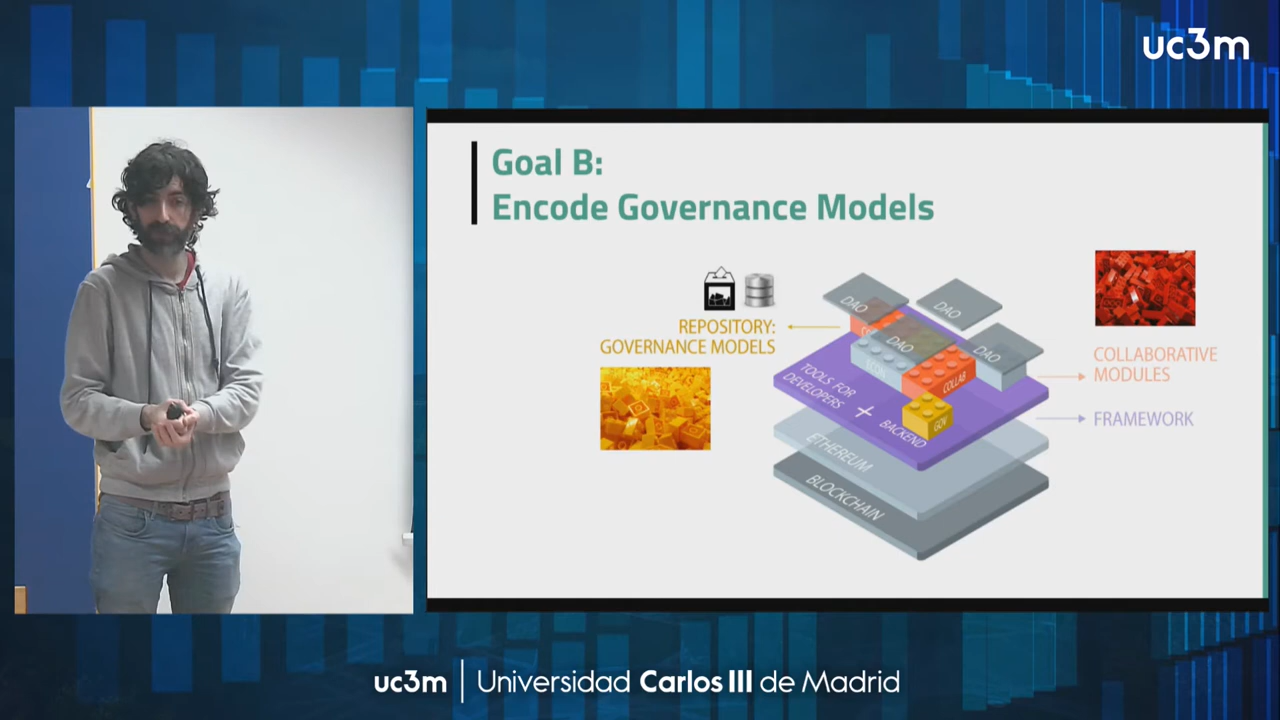 uc3m
Goal B:
Encode Governance Models
REPOSITORY:
GOVERNANCE MODELS
DAO
DAO
DAO
DAO
ECON
COLLAB
GOV
TOOLS FOR
DEVELOPERS
+
BACKEND
ETHEREUM
BLOCKCHAIN
COLLABORATIVE
MODULES
FRAMEWORK
uc3m | Universidad Carlos III de Madrid